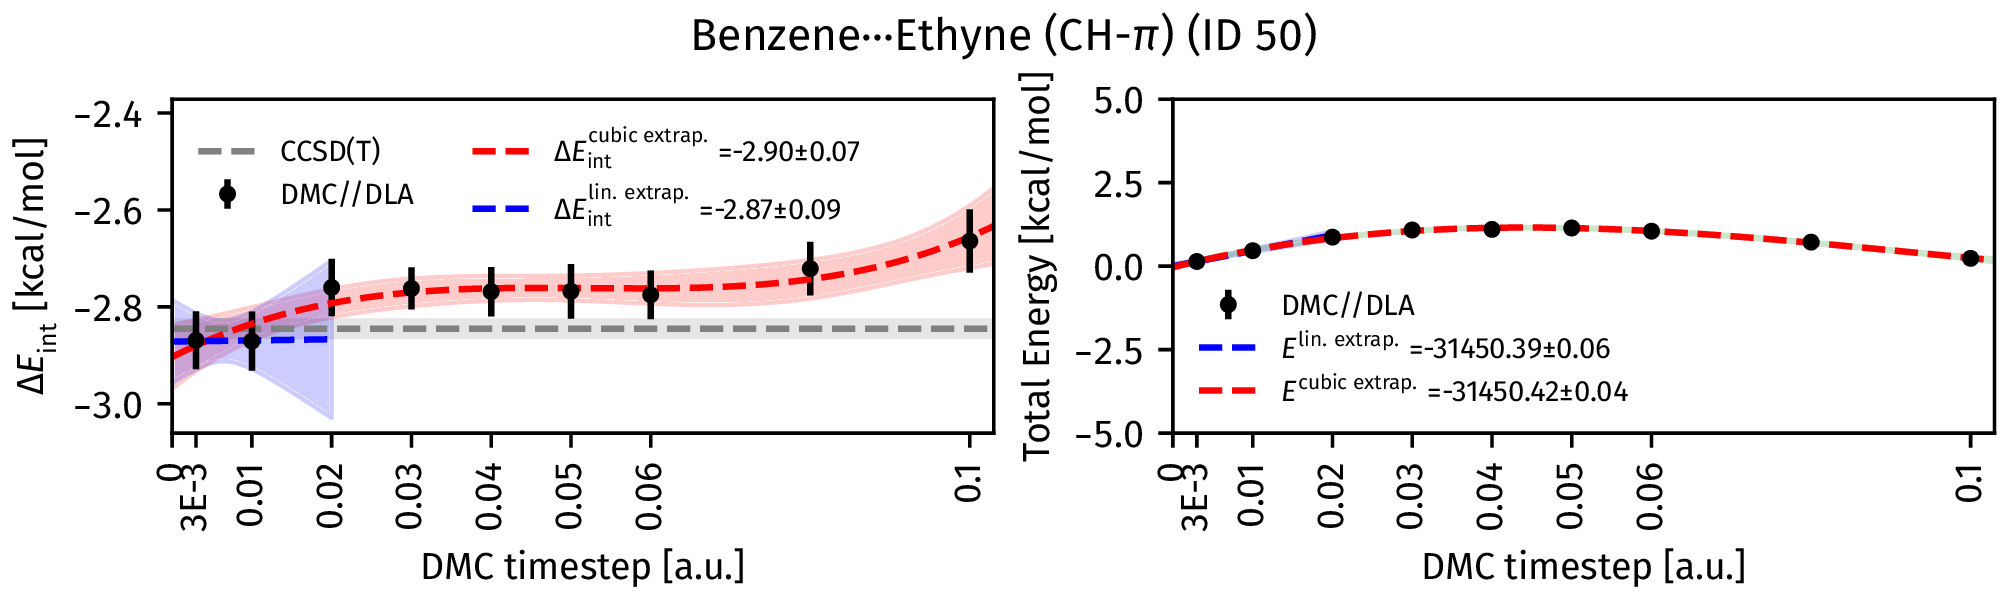 Benzene···Ethyne (CH-π) (ID 50)
ΔE_int [kcal/mol]
−2.4
−2.6
−2.8
−3.0
CCSD(T)
DMC//DLA
ΔE_int^cubic extrap. =-2.90±0.07
ΔE_int^lin. extrap. =-2.87±0.09
0
3E-3
0.01
0.02
0.03
0.04
0.05
0.06
0.1
DMC timestep [a.u.]
Total Energy [kcal/mol]
5.0
2.5
0.0
−2.5
−5.0
DMC//DLA
E^lin. extrap. =-31450.39±0.06
E^cubic extrap. =-31450.42±0.04
0
3E-3
0.01
0.02
0.03
0.04
0.05
0.06
0.1
DMC timestep [a.u.]